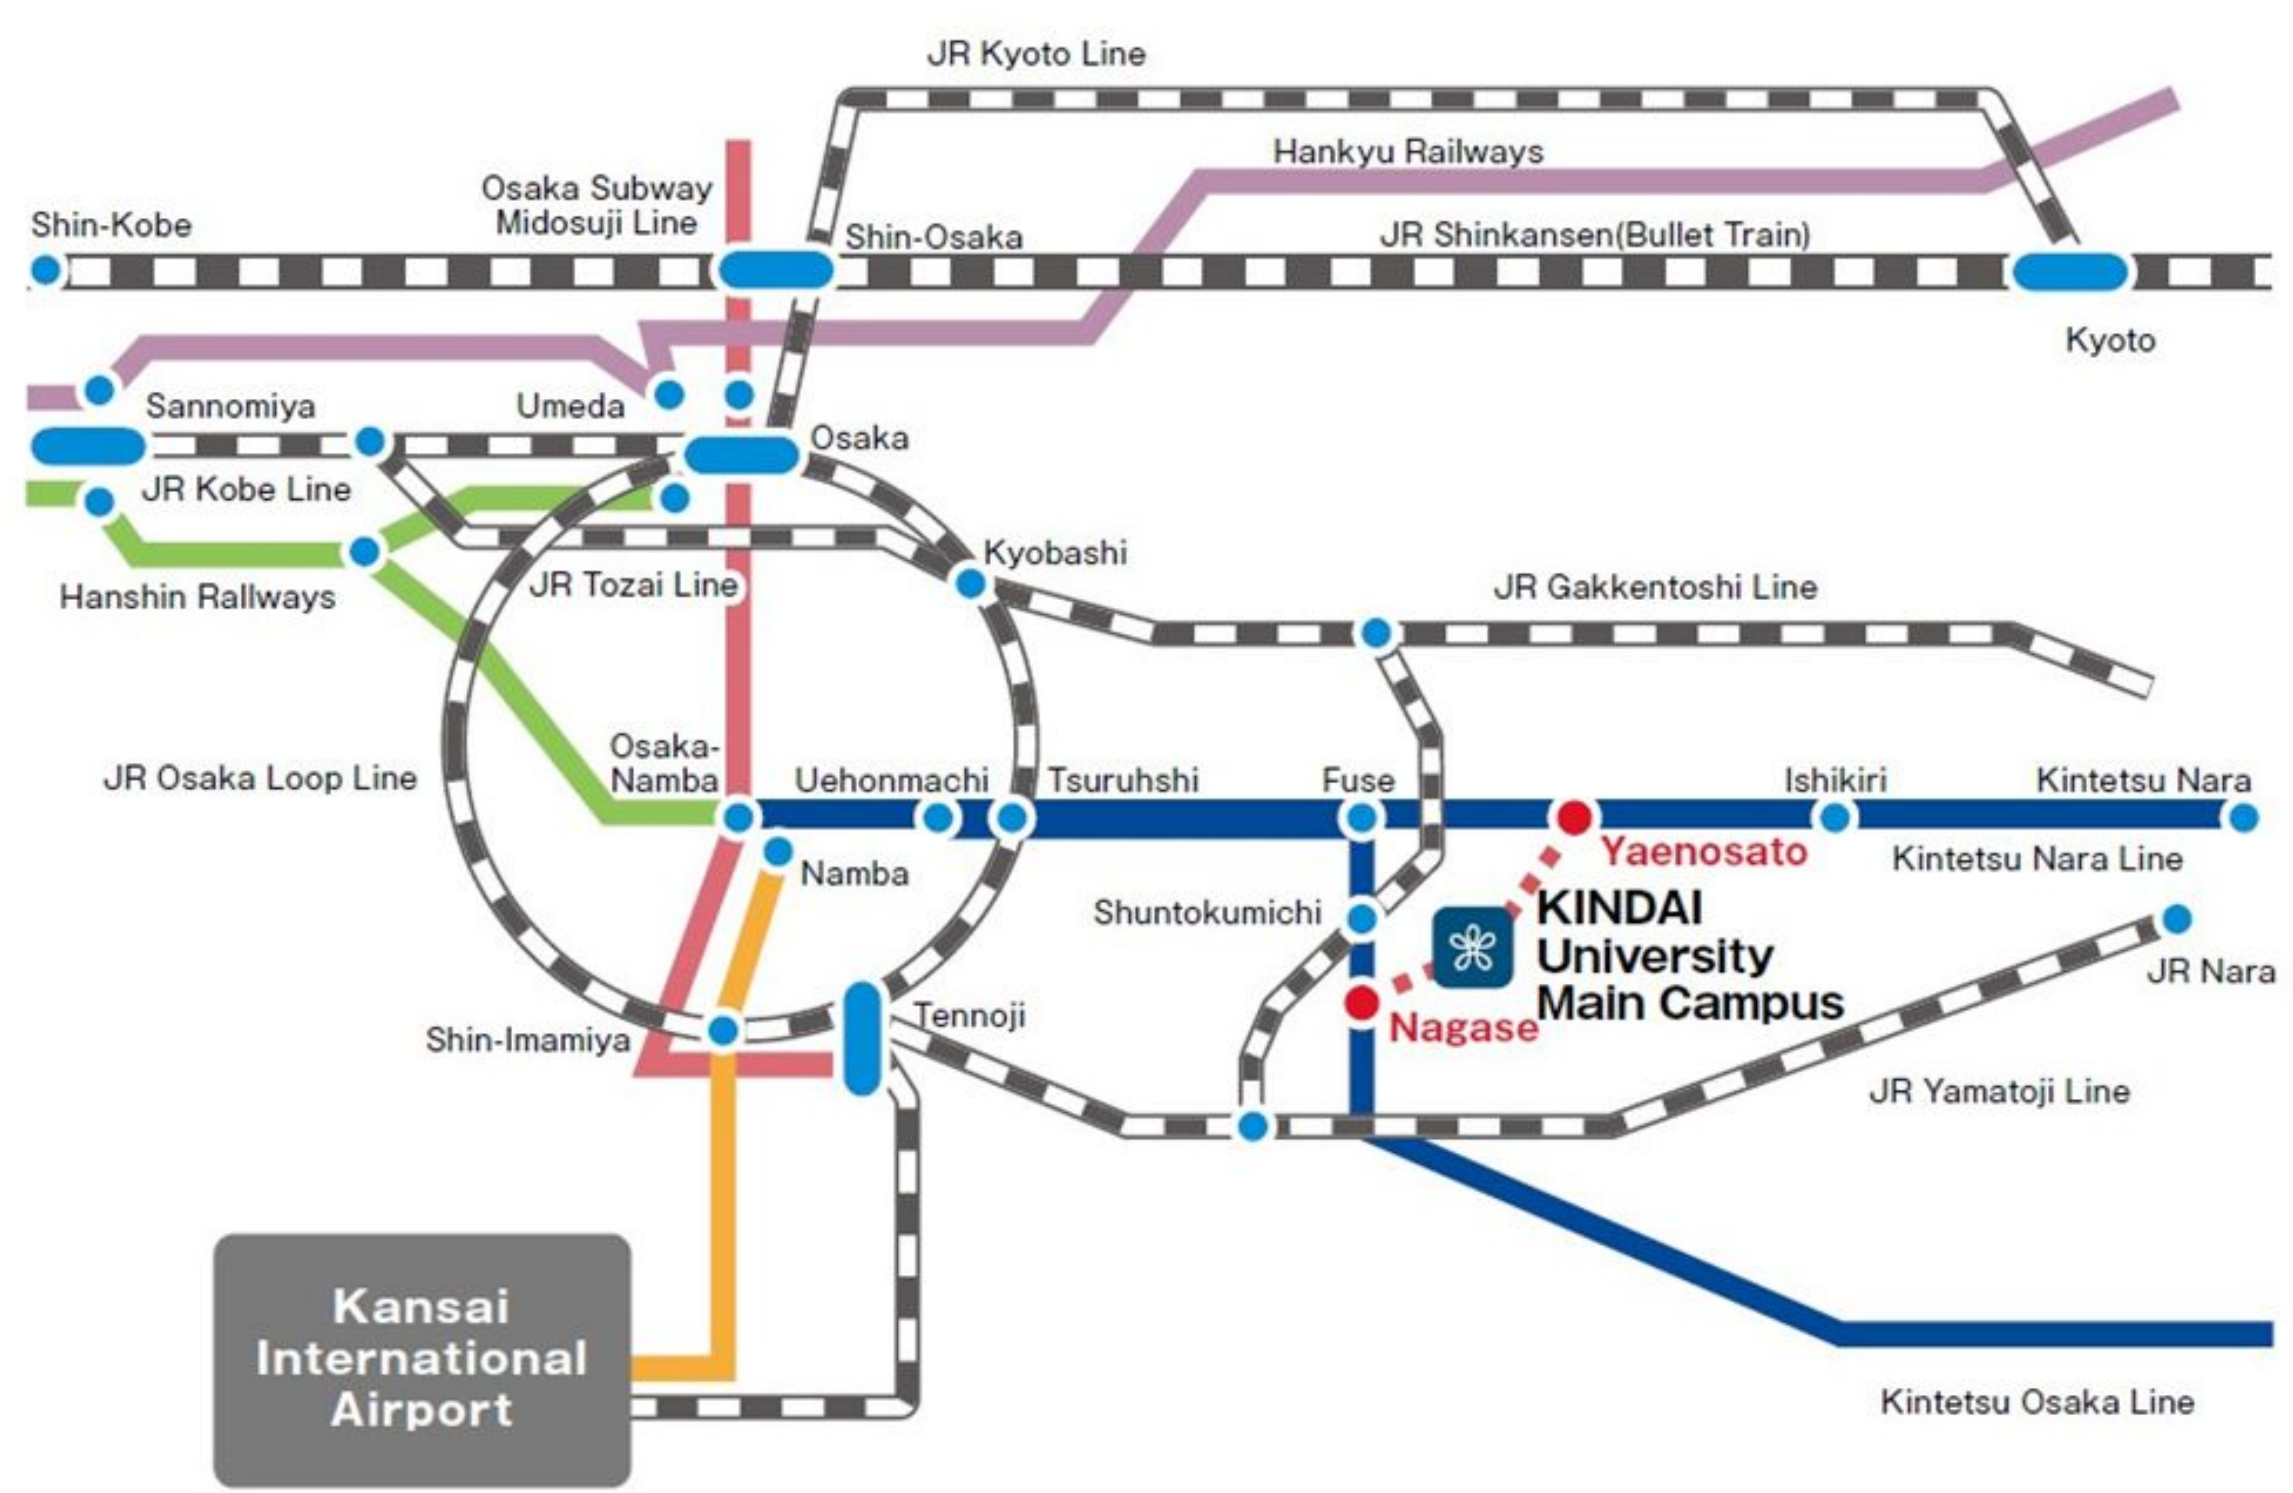 JR Kyoto Line
Hankyu Railways
Osaka Subway
Midosuji Line
Shin-Kobe
Shin-Osaka
JR Shinkansen(Bullet Train)
Kyoto
Sannomiya
Umeda
Osaka
JR Kobe Line
Kyobashi
Hanshin Rallways
JR Tozai Line
JR Gakkentoshi Line
Osaka-
Namba
JR Osaka Loop Line
Uehonmachi
Tsuruhshi
Fuse
Ishikiri
Kintetsu Nara
Yaenosato
Kintetsu Nara Line
Namba
Shuntokumichi
KINDAI
University
Main Campus
JR Nara
Nagase
Tennoji
Shin-Imamiya
JR Yamatoji Line
Kansai
International
Airport
Kintetsu Osaka Line